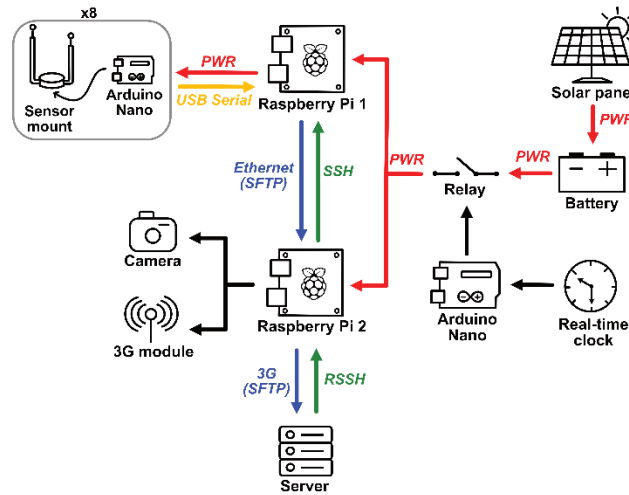 x8
Sensor
mount
Arduino
Nano
PWR
USB Serial
Raspberry Pi 1
Solar panel
PWR
PWR
Battery
PWR
Relay
Ethernet
(SFTP)
SSH
Camera
3G module
Raspberry Pi 2
Arduino
Nano
Real-time
clock
3G
(SFTP)
RSSH
Server